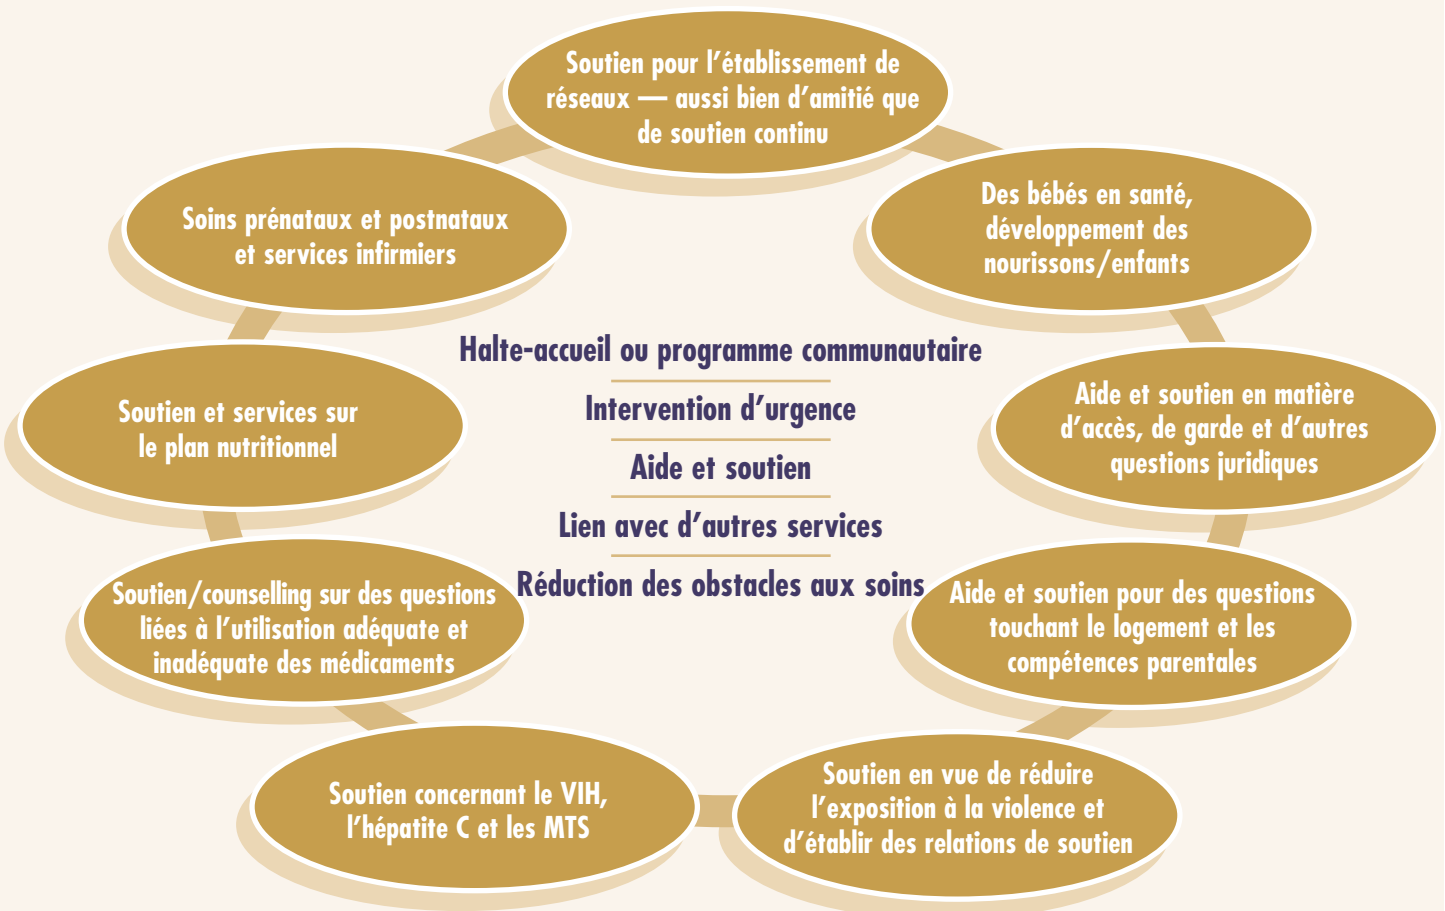 Soutien pour l'établissement de
réseaux — aussi bien d'amitié que
de soutien continu
Soins prénataux et postnataux
et services infirmiers
Des bébés en santé,
développement des
nourissons/enfants
Halte-accueil ou programme communautaire
Intervention d'urgence
Aide et soutien
Lien avec d'autres services
Réduction des obstacles aux soins
Soutien et services sur
le plan nutritionnel
Aide et soutien en matière
d'accès, de garde et d'autres
questions juridiques
Soutien/counselling sur des questions
liées à l'utilisation adéquate et
inadéquate des médicaments
Aide et soutien pour des questions
touchant le logement et les
compétences parentales
Soutien concernant le VIH,
l'hépatite C et les MTS
Soutien en vue de réduire
l'exposition à la violence et
d'établir des relations de soutien